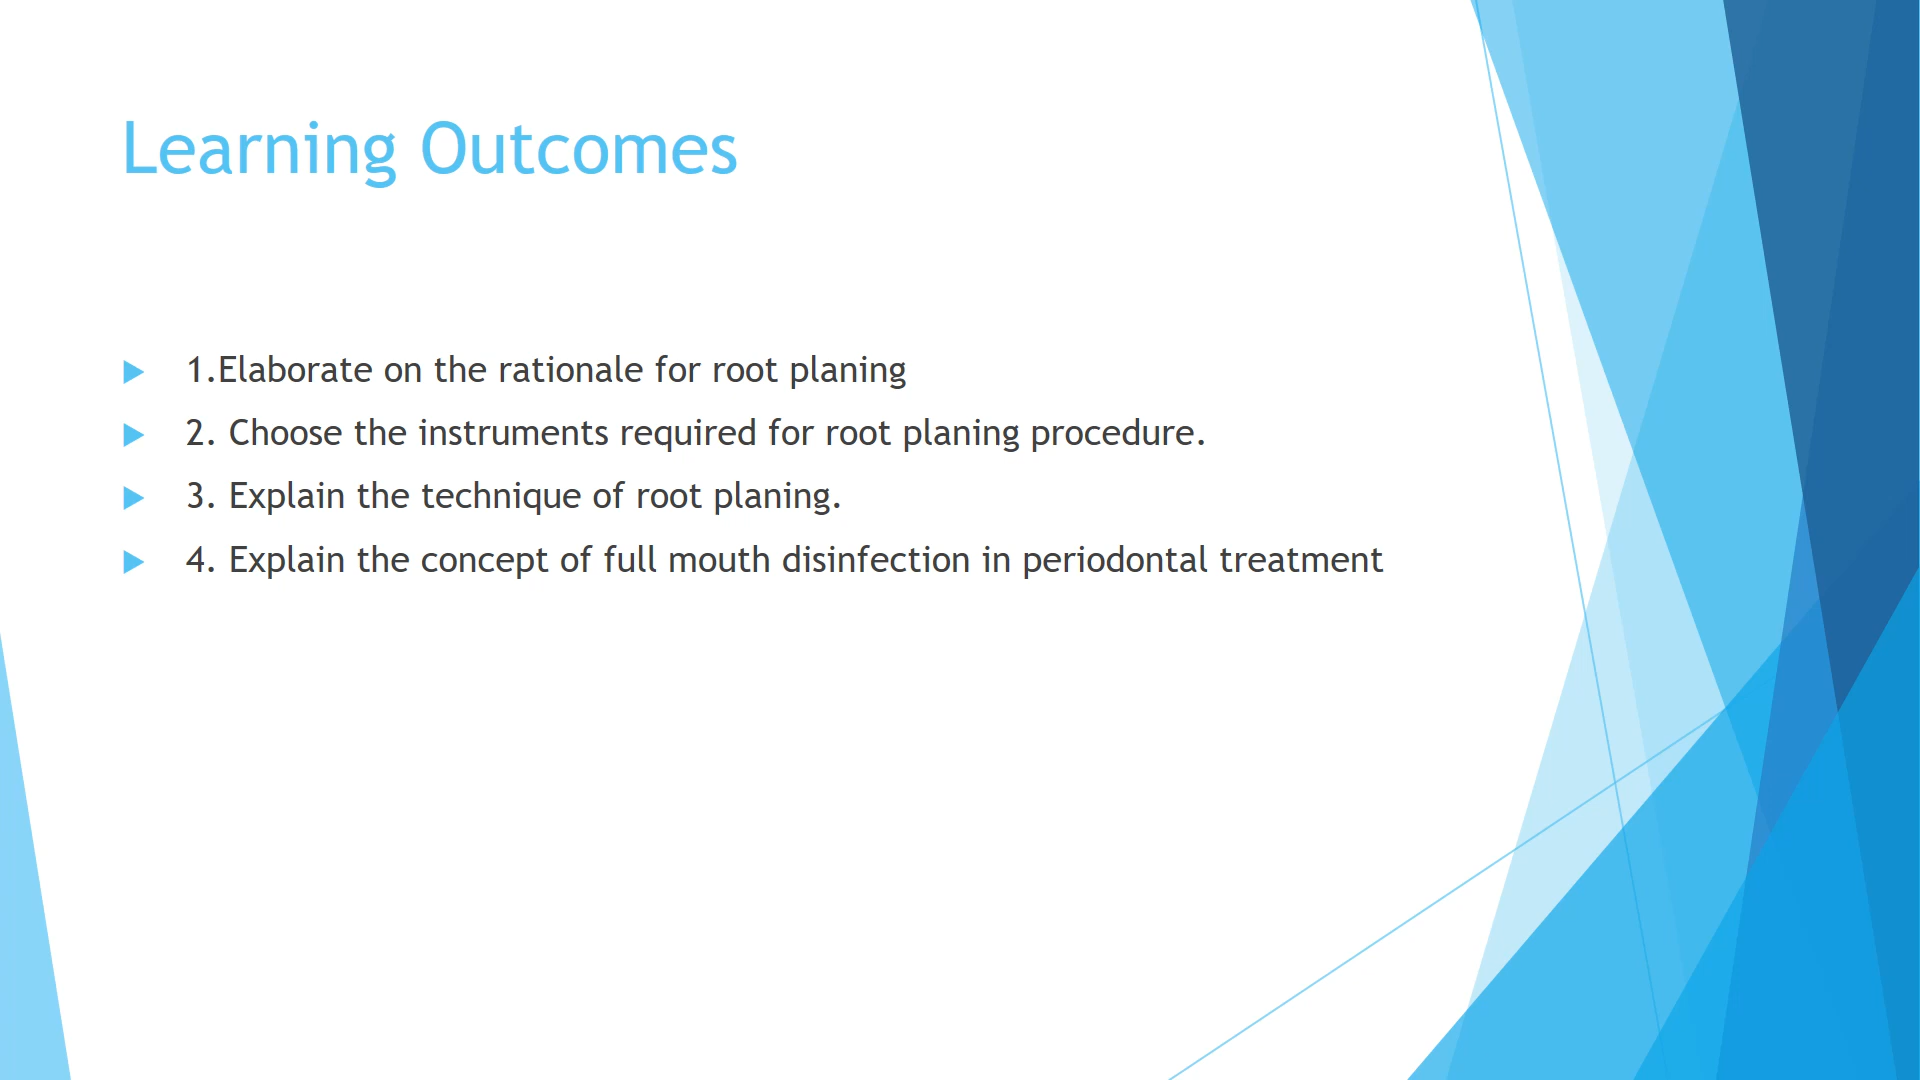 Learning Outcomes
1.Elaborate on the rationale for root planing
2. Choose the instruments required for root planing procedure.
3. Explain the technique of root planing.
4. Explain the concept of full mouth disinfection in periodontal treatment